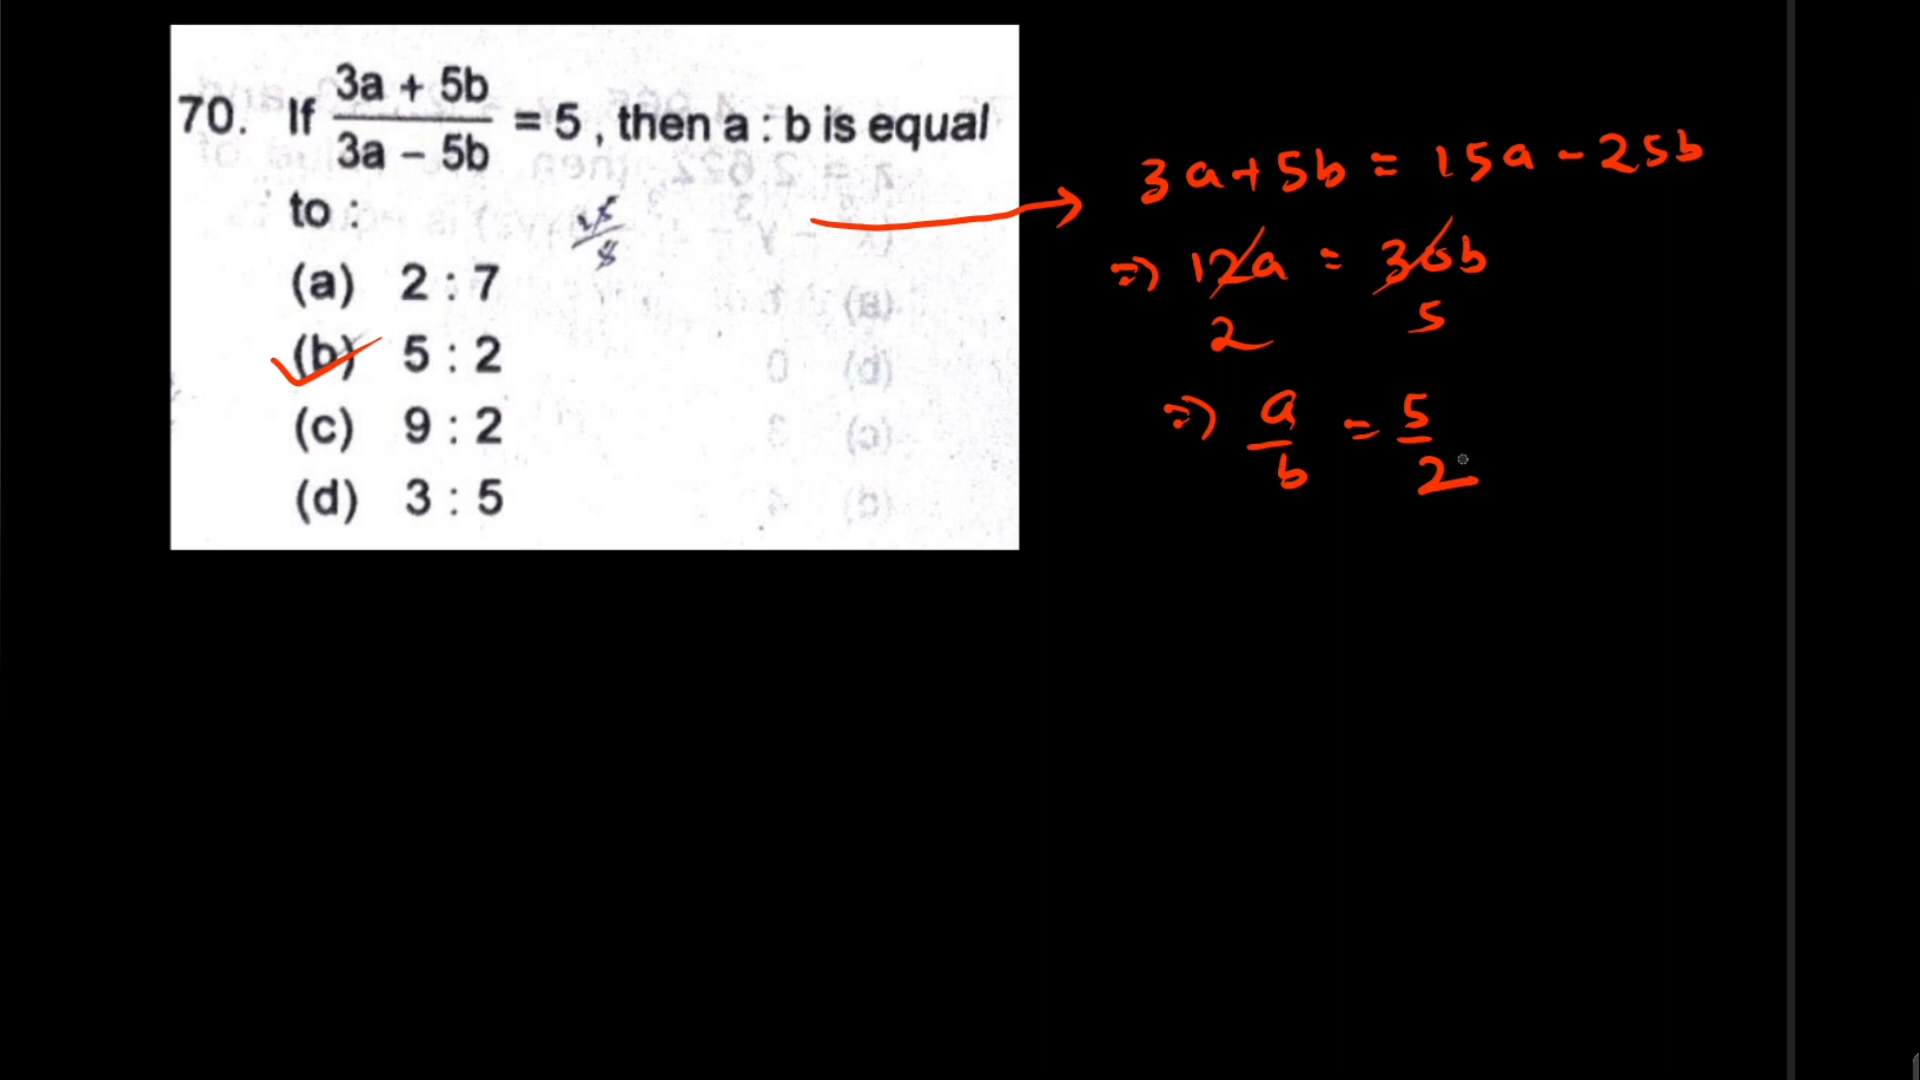 70. If 3a + 5b / 3a – 5b = 5 , then a : b is equal
to :
(a) 2 : 7
(b) 5 : 2
(c) 9 : 2
(d) 3 : 5
3a+5b = 15a-25b
=) 12a = 30b
2 5
=) a/b = 5/2